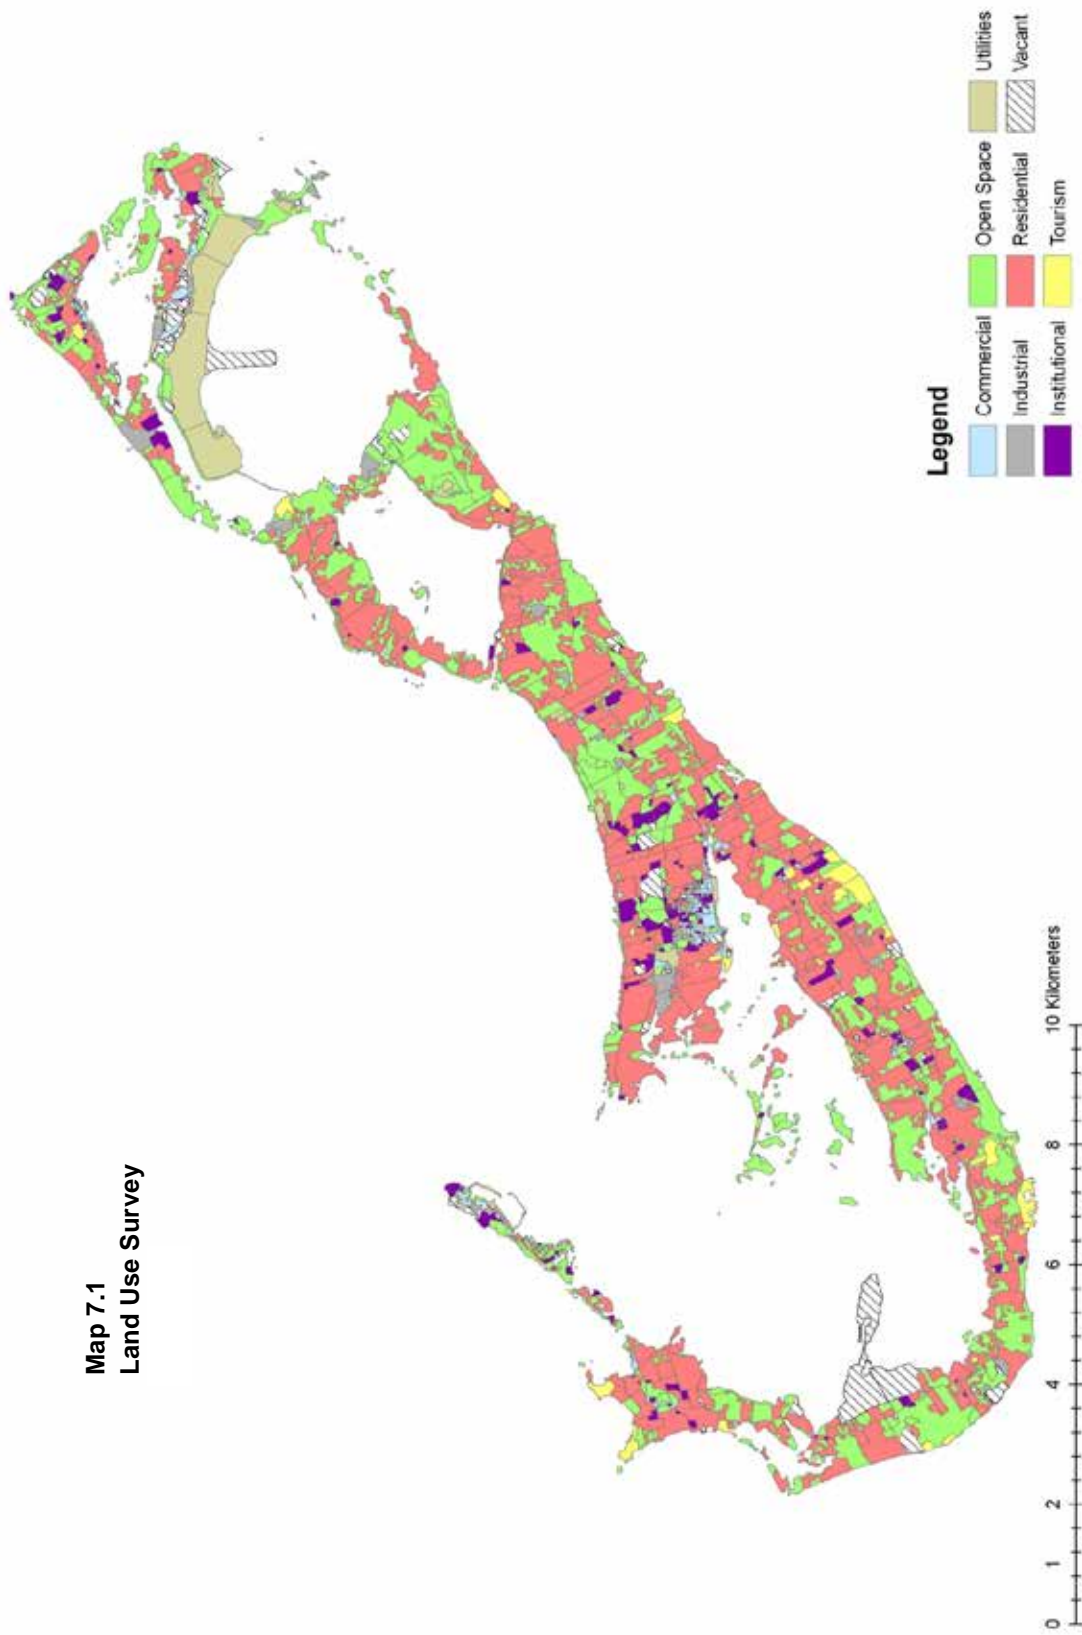 Map 7.1
Land Use Survey
Legend
Commercial
Open Space
Utilities
Industrial
Residential
Vacant
Institutional
Tourism
0 1 2 4 6 8 10 Kilometers